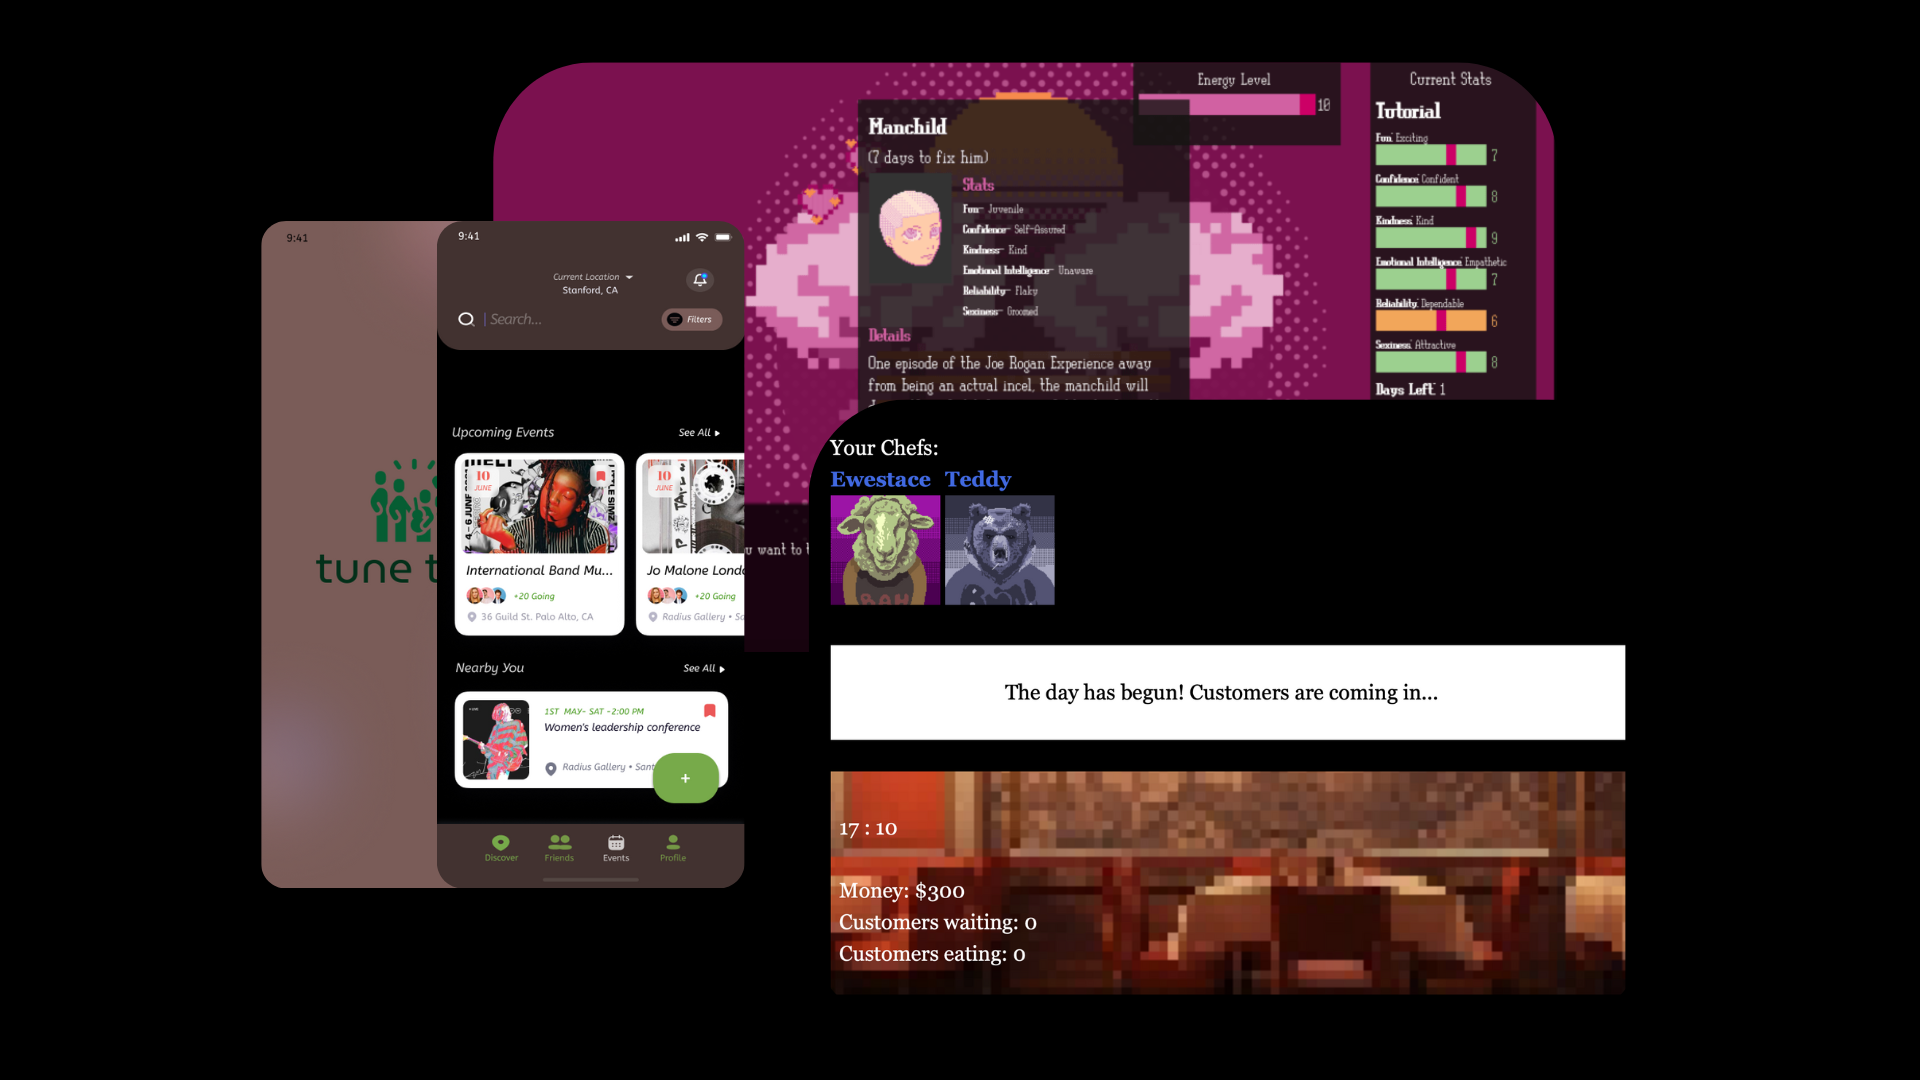 Energy Level
10
Current Stats
Tutorial
Fun: Exciting
7
Confidence: Confident
8
Kindness: Kind
9
Emotional Intelligence: Empathetic
7
Reliability: Dependable
6
Sexiness: Attractive
8
Days Left: 1
Manchild
(7 days to fix him)
Stats
Fun- Juvenile
Confidence- Self-Assured
Kindness- Kind
Emotional Intelligence- Unaware
Reliability- Flaky
Sexiness- Groomed
Details
One episode of the Joe Rogan Experience away
from being an actual incel, the manchild will
want to
9:41
tune
9:41
Current Location
Stanford, CA
Search...
Filters
Upcoming Events
See All
10
JUNE
4 - 6 JUNE
International Band Mu...
+20 Going
36 Guild St. Palo Alto, CA
10
JUNE
Jo Malone Lond
+20 Going
Radius Gallery •
Nearby You
See All
1ST MAY- SAT -2:00 PM
Women's leadership conference
Radius Gallery • Sant
+
Discover
Friends
Events
Profile
Your Chefs:
Ewestace Teddy
BAH
The day has begun! Customers are coming in...
17 : 10
Money: $300
Customers waiting: 0
Customers eating: 0